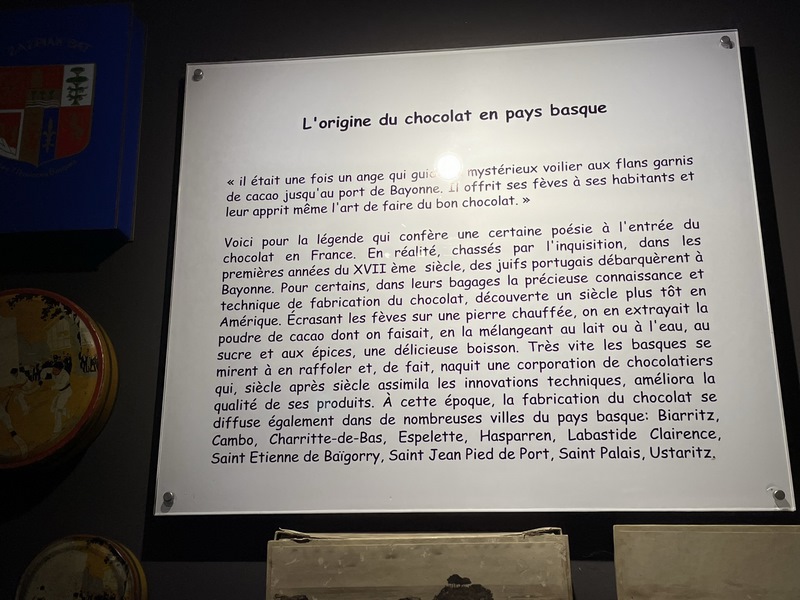 ZAZPIAK BAT
L'origine du chocolat en pays basque
« il était une fois un ange qui mystérieux voilier aux flans garnis
de cacao jusqu'au port de Bayonne. Il offrit ses fèves à ses habitants et
leur apprit même l'art de faire du bon chocolat. »
Voici pour la légende qui confère une certaine poésie à l'entrée du
chocolat en France. En réalité, chassés par l'inquisition, dans les
premières années du XVII ème siècle, des juifs portugais débarquèrent à
Bayonne. Pour certains, dans leurs bagages la précieuse connaissance et
technique de fabrication du chocolat, découverte un siècle plus tôt en
Amérique. Écrasant les fèves sur une pierre chauffée, on en extrayait la
poudre de cacao dont on faisait, en la mélangeant au lait ou à l'eau, au
sucre et aux épices, une délicieuse boisson. Très vite les basques se
mirent à en raffoler et, de fait, naquit une corporation de chocolatiers
qui, siècle après siècle assimila les innovations techniques, améliora la
qualité de ses produits. À cette époque, la fabrication du chocolat se
diffuse également dans de nombreuses villes du pays basque: Biarritz,
Cambo, Charritte-de-Bas, Espelette, Hasparren, Labastide Clairence,
Saint Etienne de Baïgorry, Saint Jean Pied de Port, Saint Palais, Ustaritz.